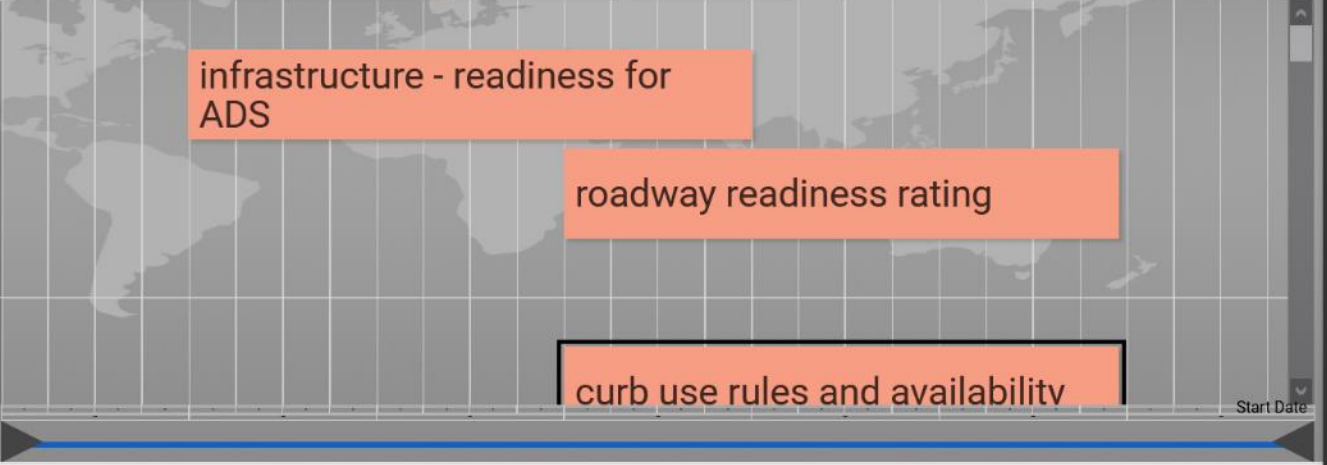 infrastructure - readiness for
ADS
roadway readiness rating
curb use rules and availability
Start Date